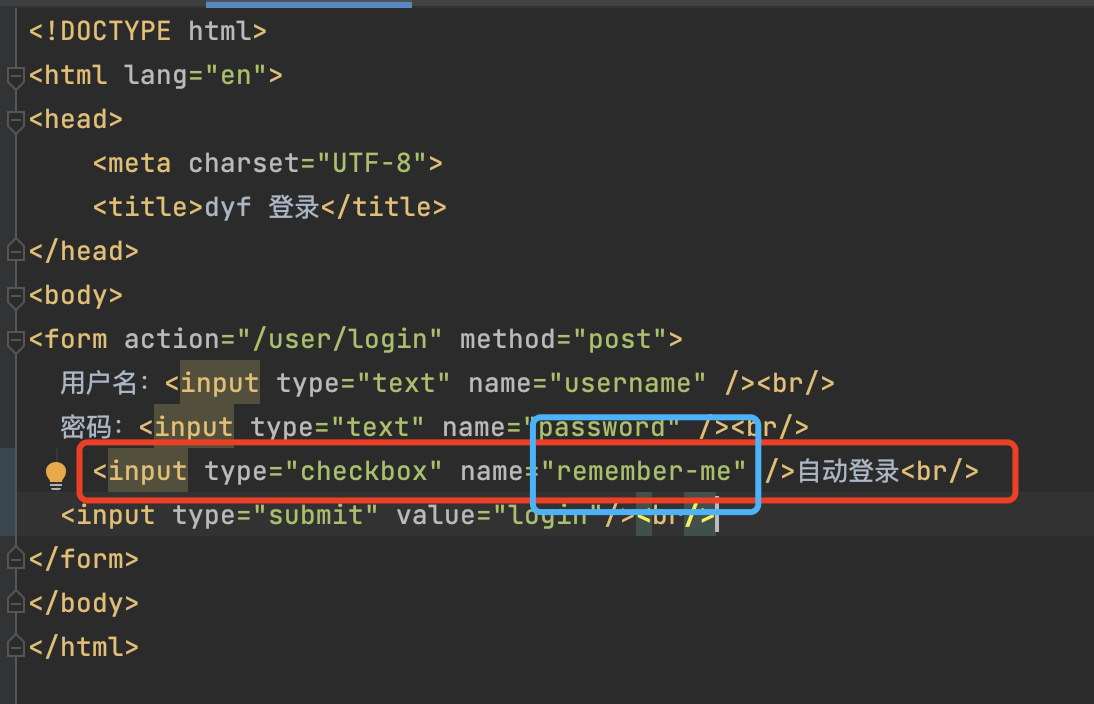 <!DOCTYPE html>
<html lang="en">
<head>
<meta charset="UTF-8">
<title>dyf 登录</title>
</head>
<body>
<form action="/user/login" method="post">
用户名：<input type="text" name="username" /><br/>
密码：<input type="text" name="password" /><br/>
<input type="checkbox" name="remember-me" />自动登录<br/>
<input type="submit" value="login"/><br/>
</form>
</body>
</html>